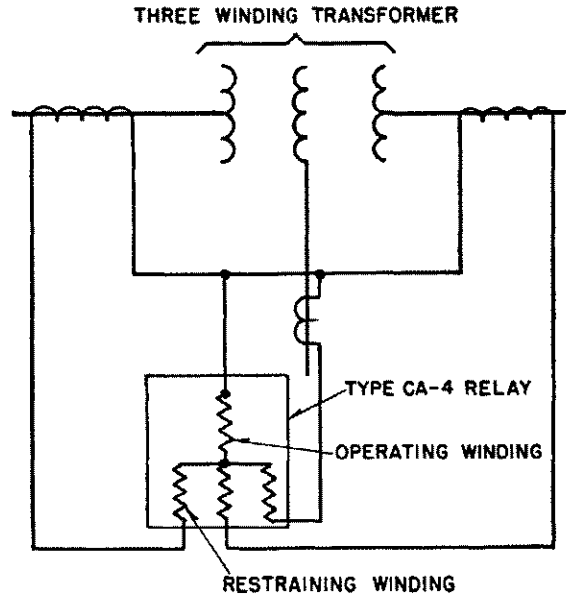 THREE WINDING TRANSFORMER
TYPE CA-4 RELAY
OPERATING WINDING
RESTRAINING WINDING